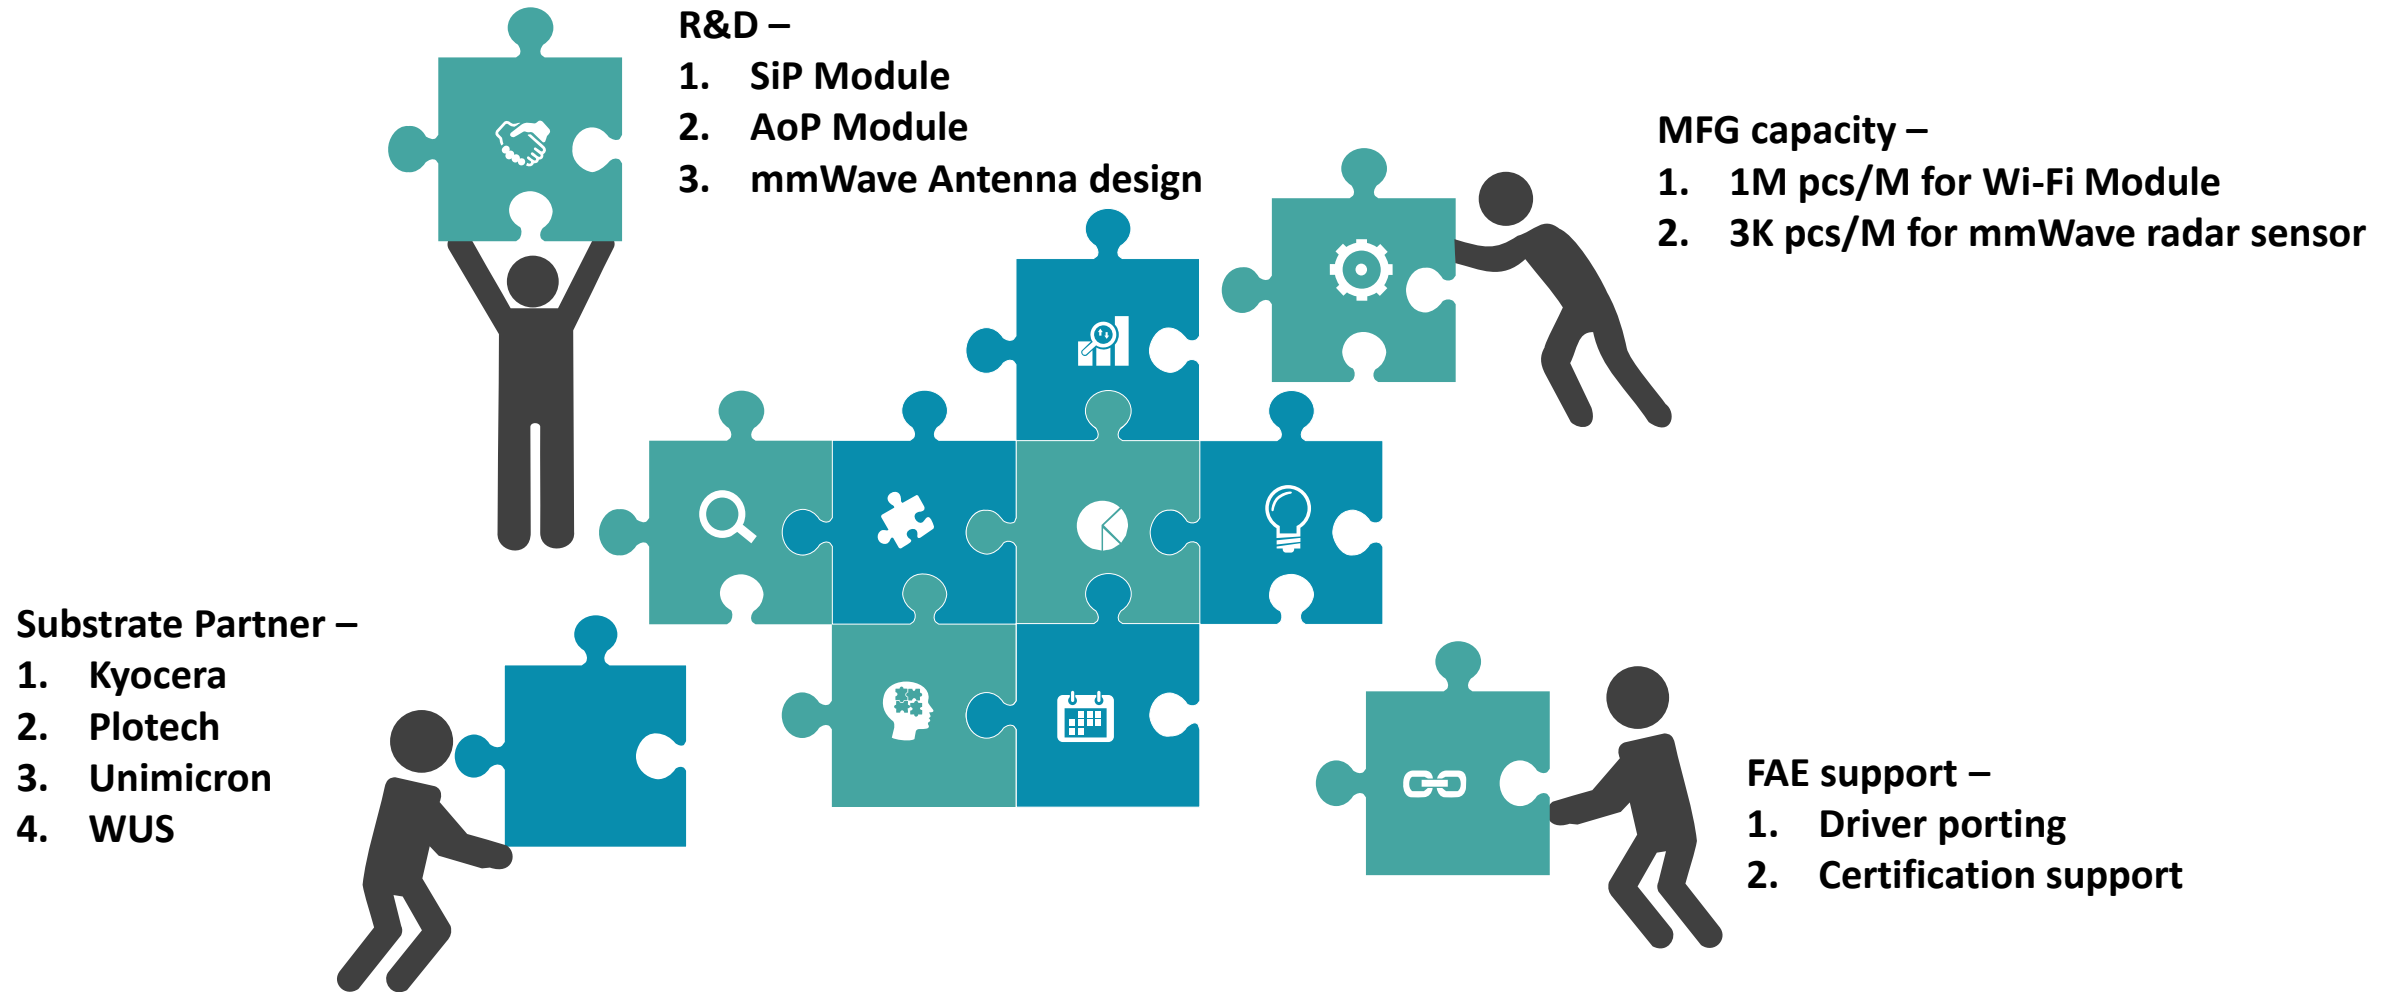 R&D –
1. SiP Module
2. AoP Module
3. mmWave Antenna design
MFG capacity –
1. 1M pcs/M for Wi-Fi Module
2. 3K pcs/M for mmWave radar sensor
Substrate Partner –
1. Kyocera
2. Plotech
3. Unimicron
4. WUS
FAE support –
1. Driver porting
2. Certification support